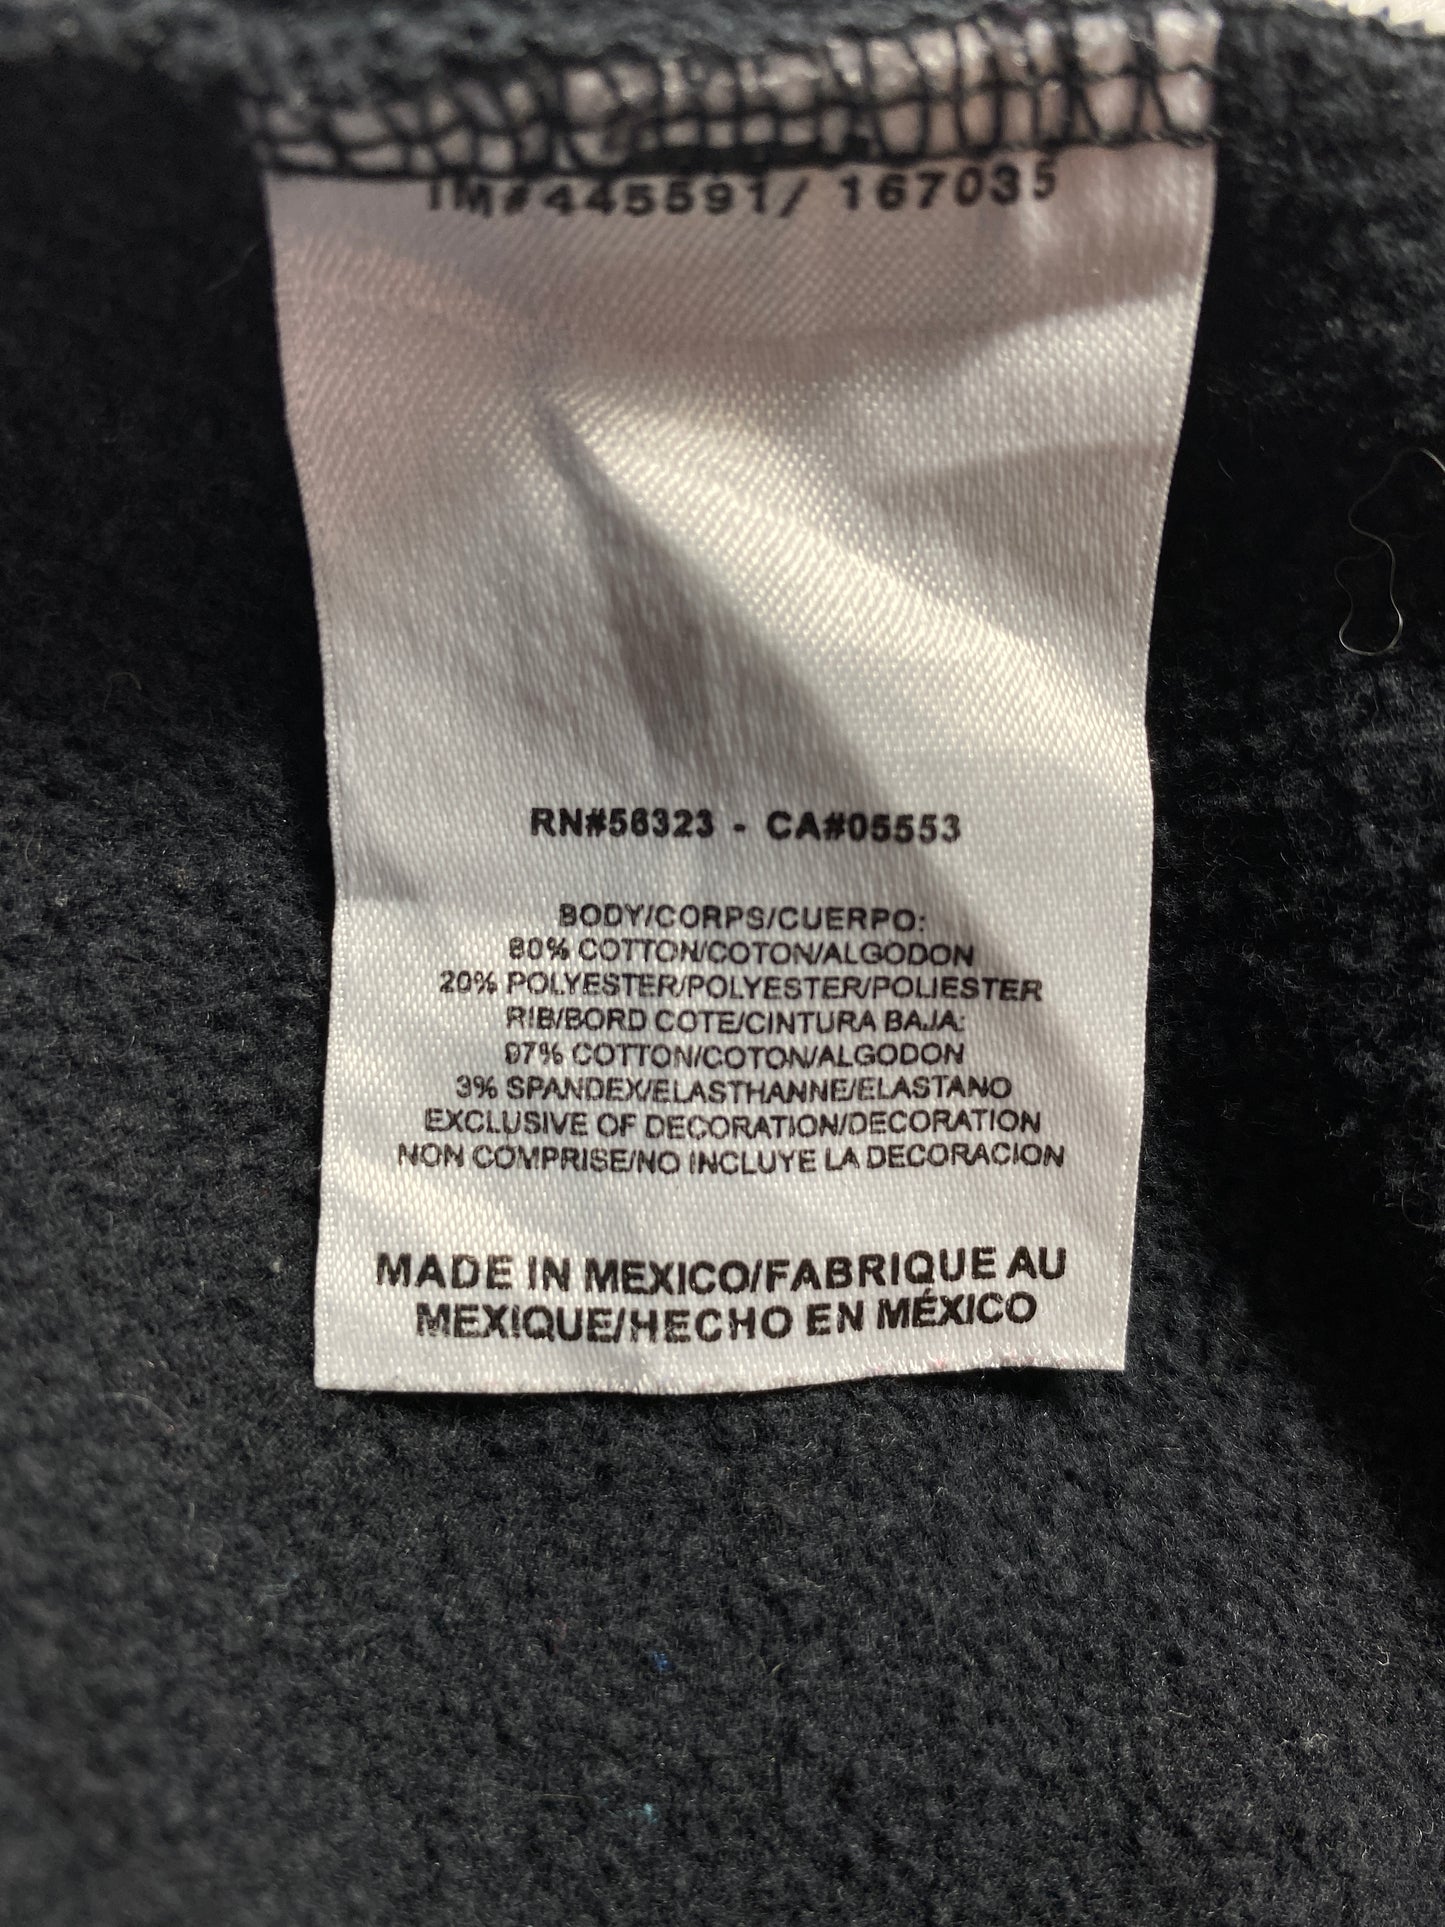 IM#445591/ 167035
RN#56323 - CA#05553
BODY/CORPS/CUERPO:
80% COTTON/COTON/ALGODON
20% POLYESTER/POLYESTER/POLIESTER
RIB/BORD COTE/CINTURA BAJA:
97% COTTON/COTON/ALGODON
3% SPANDEX/ELASTHANNE/ELASTANO
EXCLUSIVE OF DECORATION/DECORATION
NON COMPRISE/NO INCLUYE LA DECORACION
MADE IN MEXICO/FABRIQUE AU
MEXIQUE/HECHO EN MÉXICO